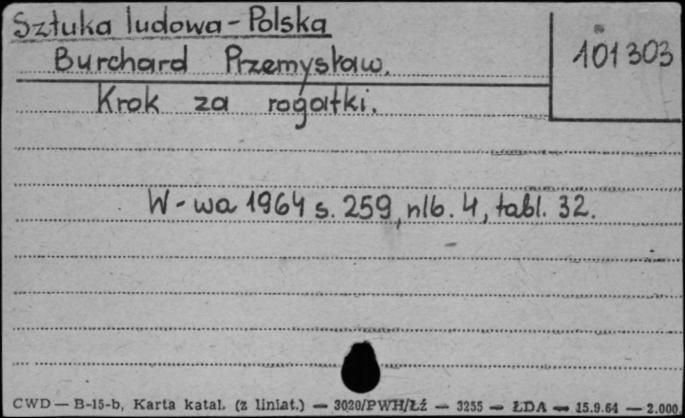 Sztuka ludowa - Polska
101303
Burchard Przemysław.
Krok za rogatki.
W-wa 1964 s. 259, nlb. 4, tabl. 32.
CWD — B-15-b, Karta katal. (z liniat.) — 3020/PWH/Łź — 3255 — ŁDA — 15.9.64 — 2.000